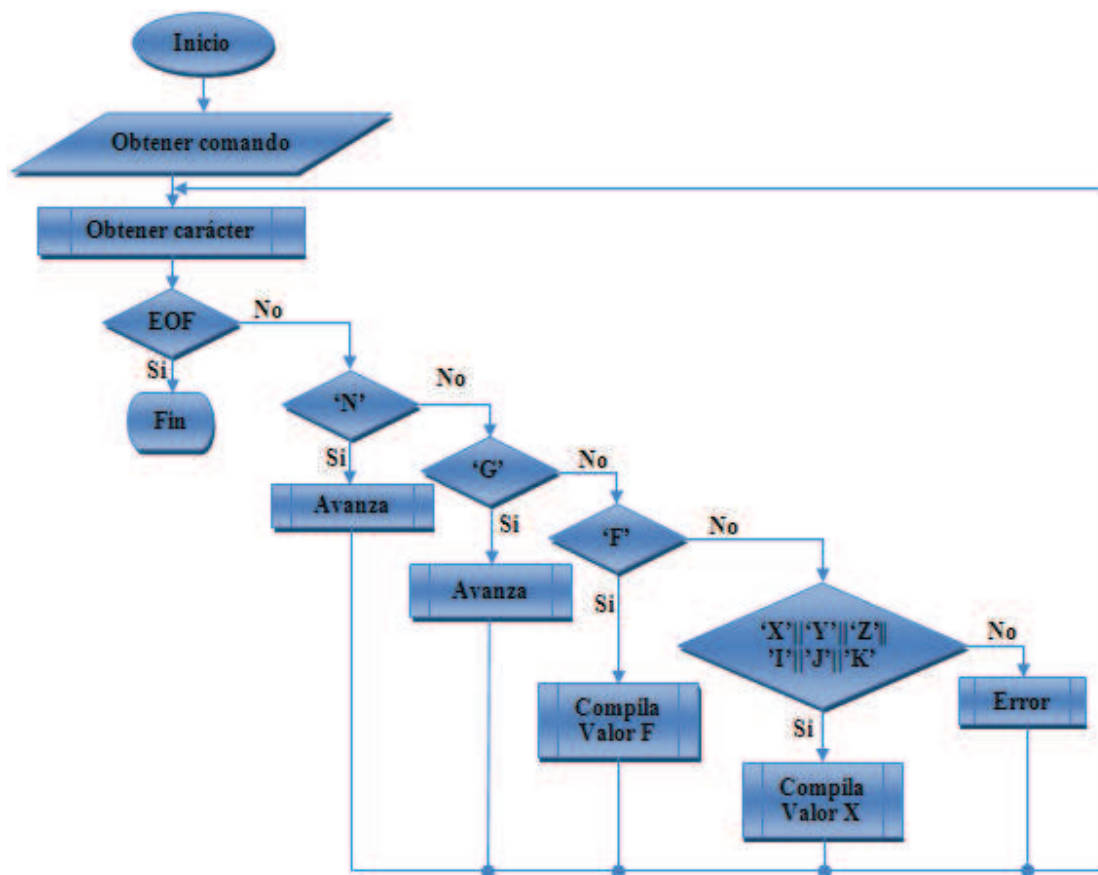 Inicio
Obtener comando
Obtener carácter
EOF
No
Si
Fin
‘N’
No
Si
Avanza
‘G’
No
Si
Avanza
‘F’
No
Si
Compila
Valor F
‘X’||‘Y’||‘Z’||
’I’||’J’||’K’
No
Error
Si
Compila
Valor X